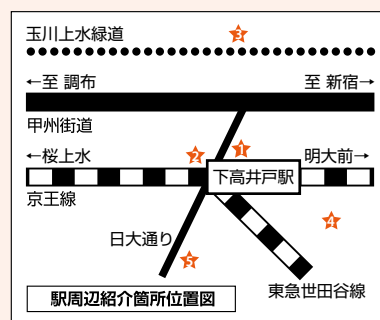 玉川上水緑道
3
←至 調布
至 新宿→
甲州街道
←桜上水
2
1
明大前→
下高井戸駅
京王線
4
日大通り
5
東急世田谷線
駅周辺紹介箇所位置図